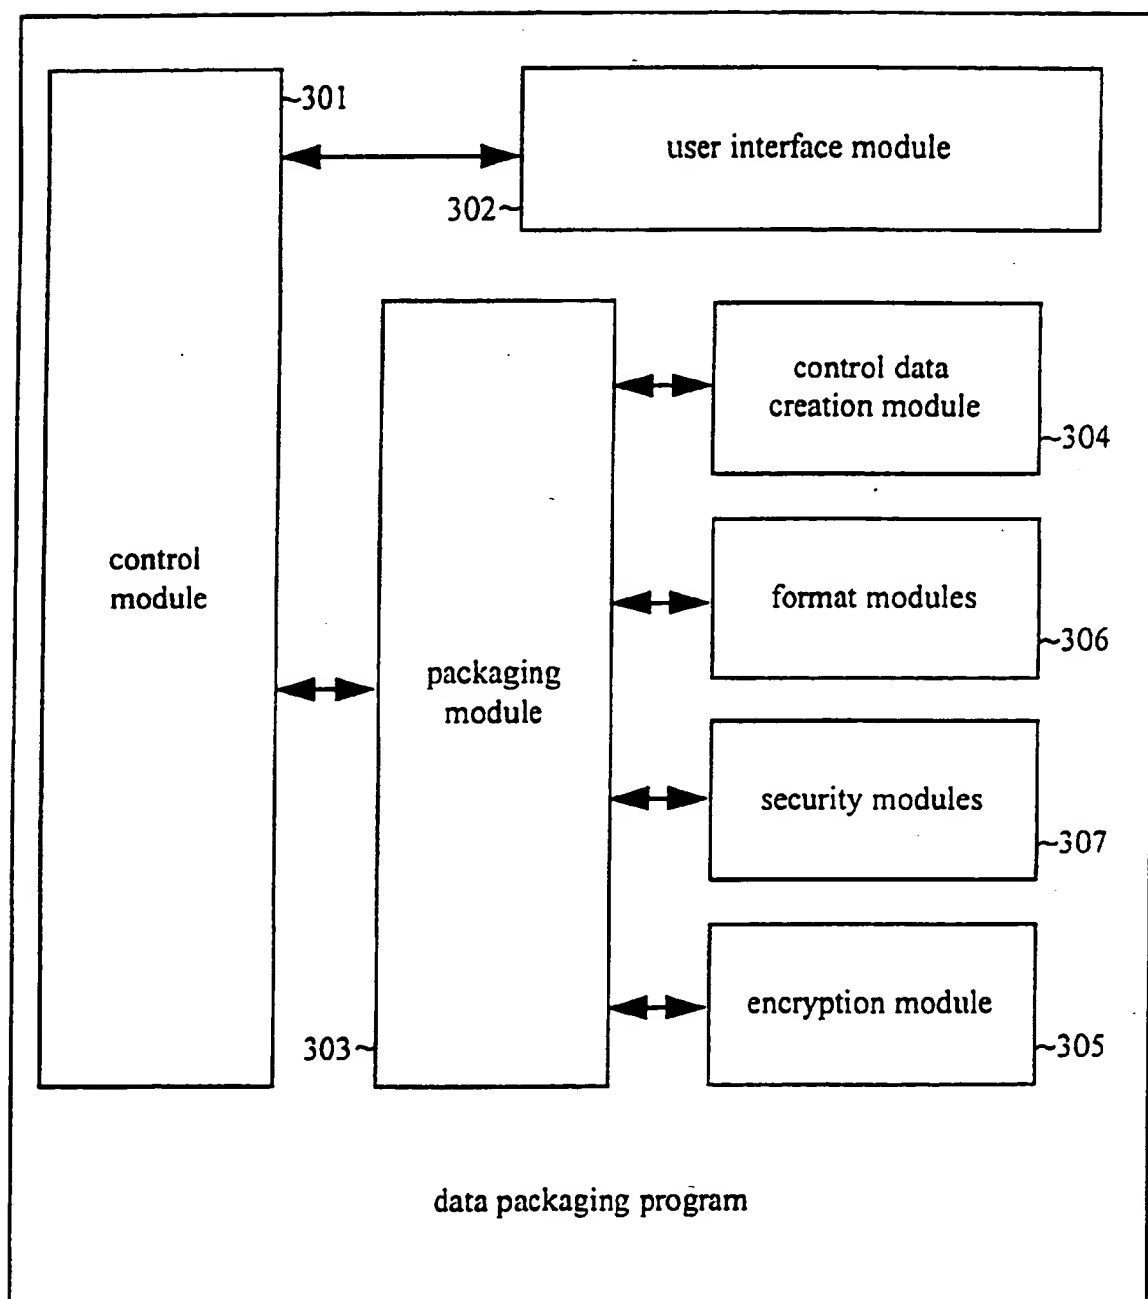 301
user interface module
302
control data
creation module
304
control
module
format modules
306
packaging
module
security modules
307
encryption module
303
305
data packaging program